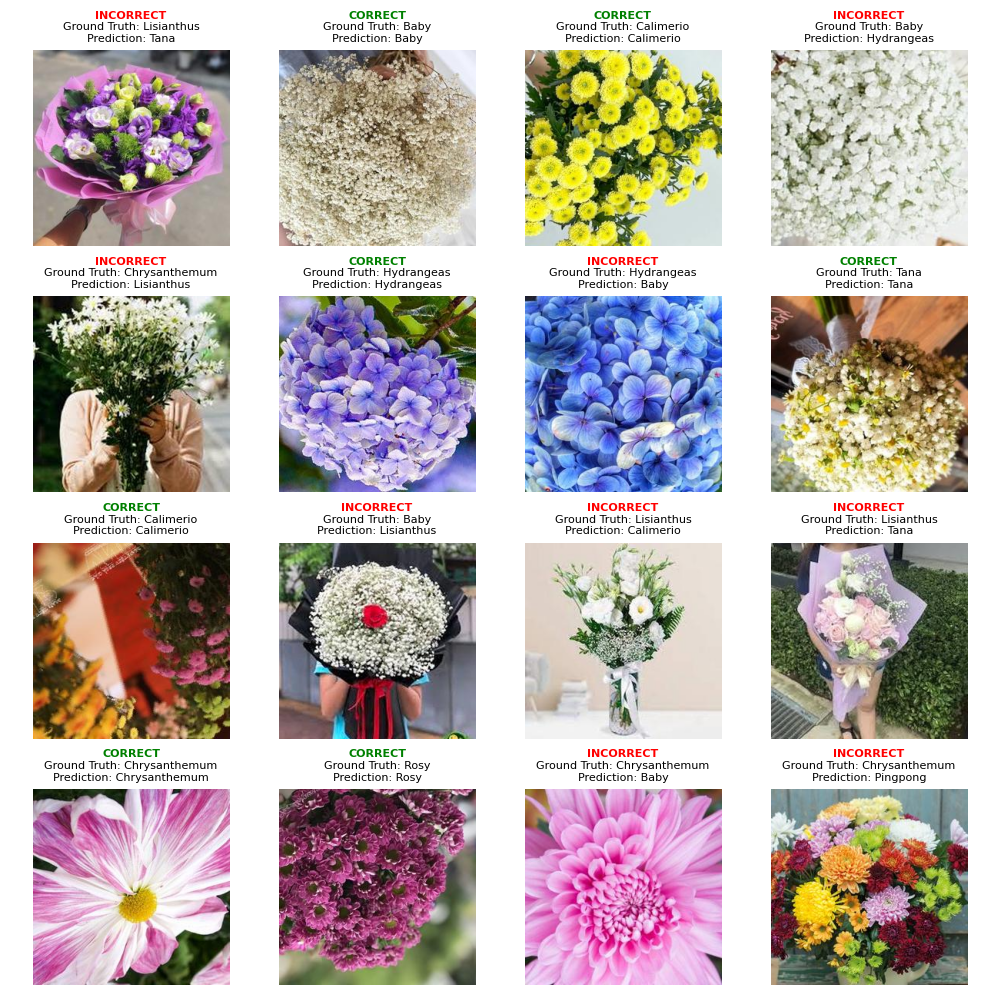 INCORRECT
Ground Truth: Lisianthus
Prediction: Tana
CORRECT
Ground Truth: Baby
Prediction: Baby
CORRECT
Ground Truth: Calimerio
Prediction: Calimerio
INCORRECT
Ground Truth: Baby
Prediction: Hydrangeas
INCORRECT
Ground Truth: Chrysanthemum
Prediction: Lisianthus
CORRECT
Ground Truth: Hydrangeas
Prediction: Hydrangeas
INCORRECT
Ground Truth: Hydrangeas
Prediction: Baby
CORRECT
Ground Truth: Tana
Prediction: Tana
CORRECT
Ground Truth: Calimerio
Prediction: Calimerio
INCORRECT
Ground Truth: Baby
Prediction: Lisianthus
INCORRECT
Ground Truth: Lisianthus
Prediction: Calimerio
INCORRECT
Ground Truth: Lisianthus
Prediction: Tana
CORRECT
Ground Truth: Chrysanthemum
Prediction: Chrysanthemum
CORRECT
Ground Truth: Rosy
Prediction: Rosy
INCORRECT
Ground Truth: Chrysanthemum
Prediction: Baby
INCORRECT
Ground Truth: Chrysanthemum
Prediction: Pingpong